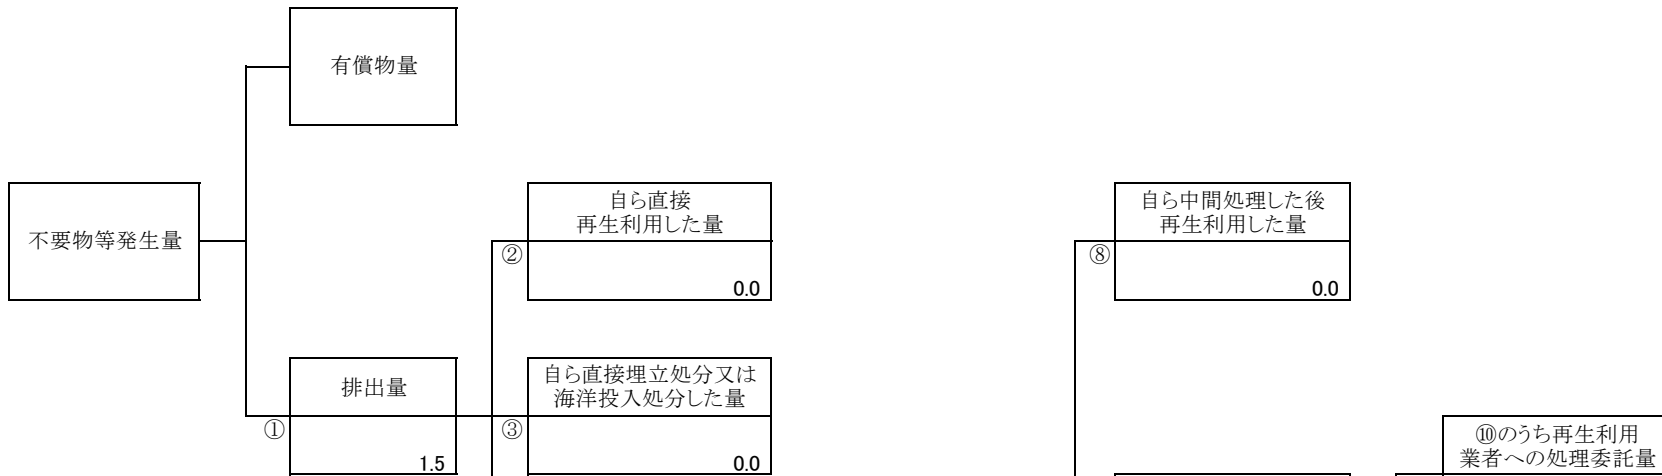 有償物量
不要物等発生量
自ら直接
再生利用した量
②
0.0
自ら中間処理した後
再生利用した量
⑧
0.0
排出量
①
1.5
自ら直接埋立処分又は
海洋投入処分した量
③
0.0
⑩のうち再生利用
業者への処理委託量